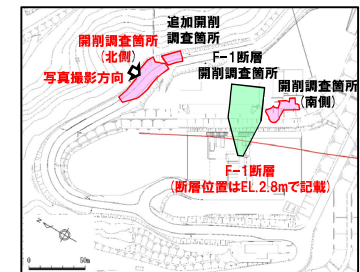 追加開削
調査箇所
開削調査箇所
(北側)
写真撮影方向
F-1断層
開削調査箇所
開削調査箇所
(南側)
F-1断層
(断層位置はEL.2.8mで記載)
N
0 50m